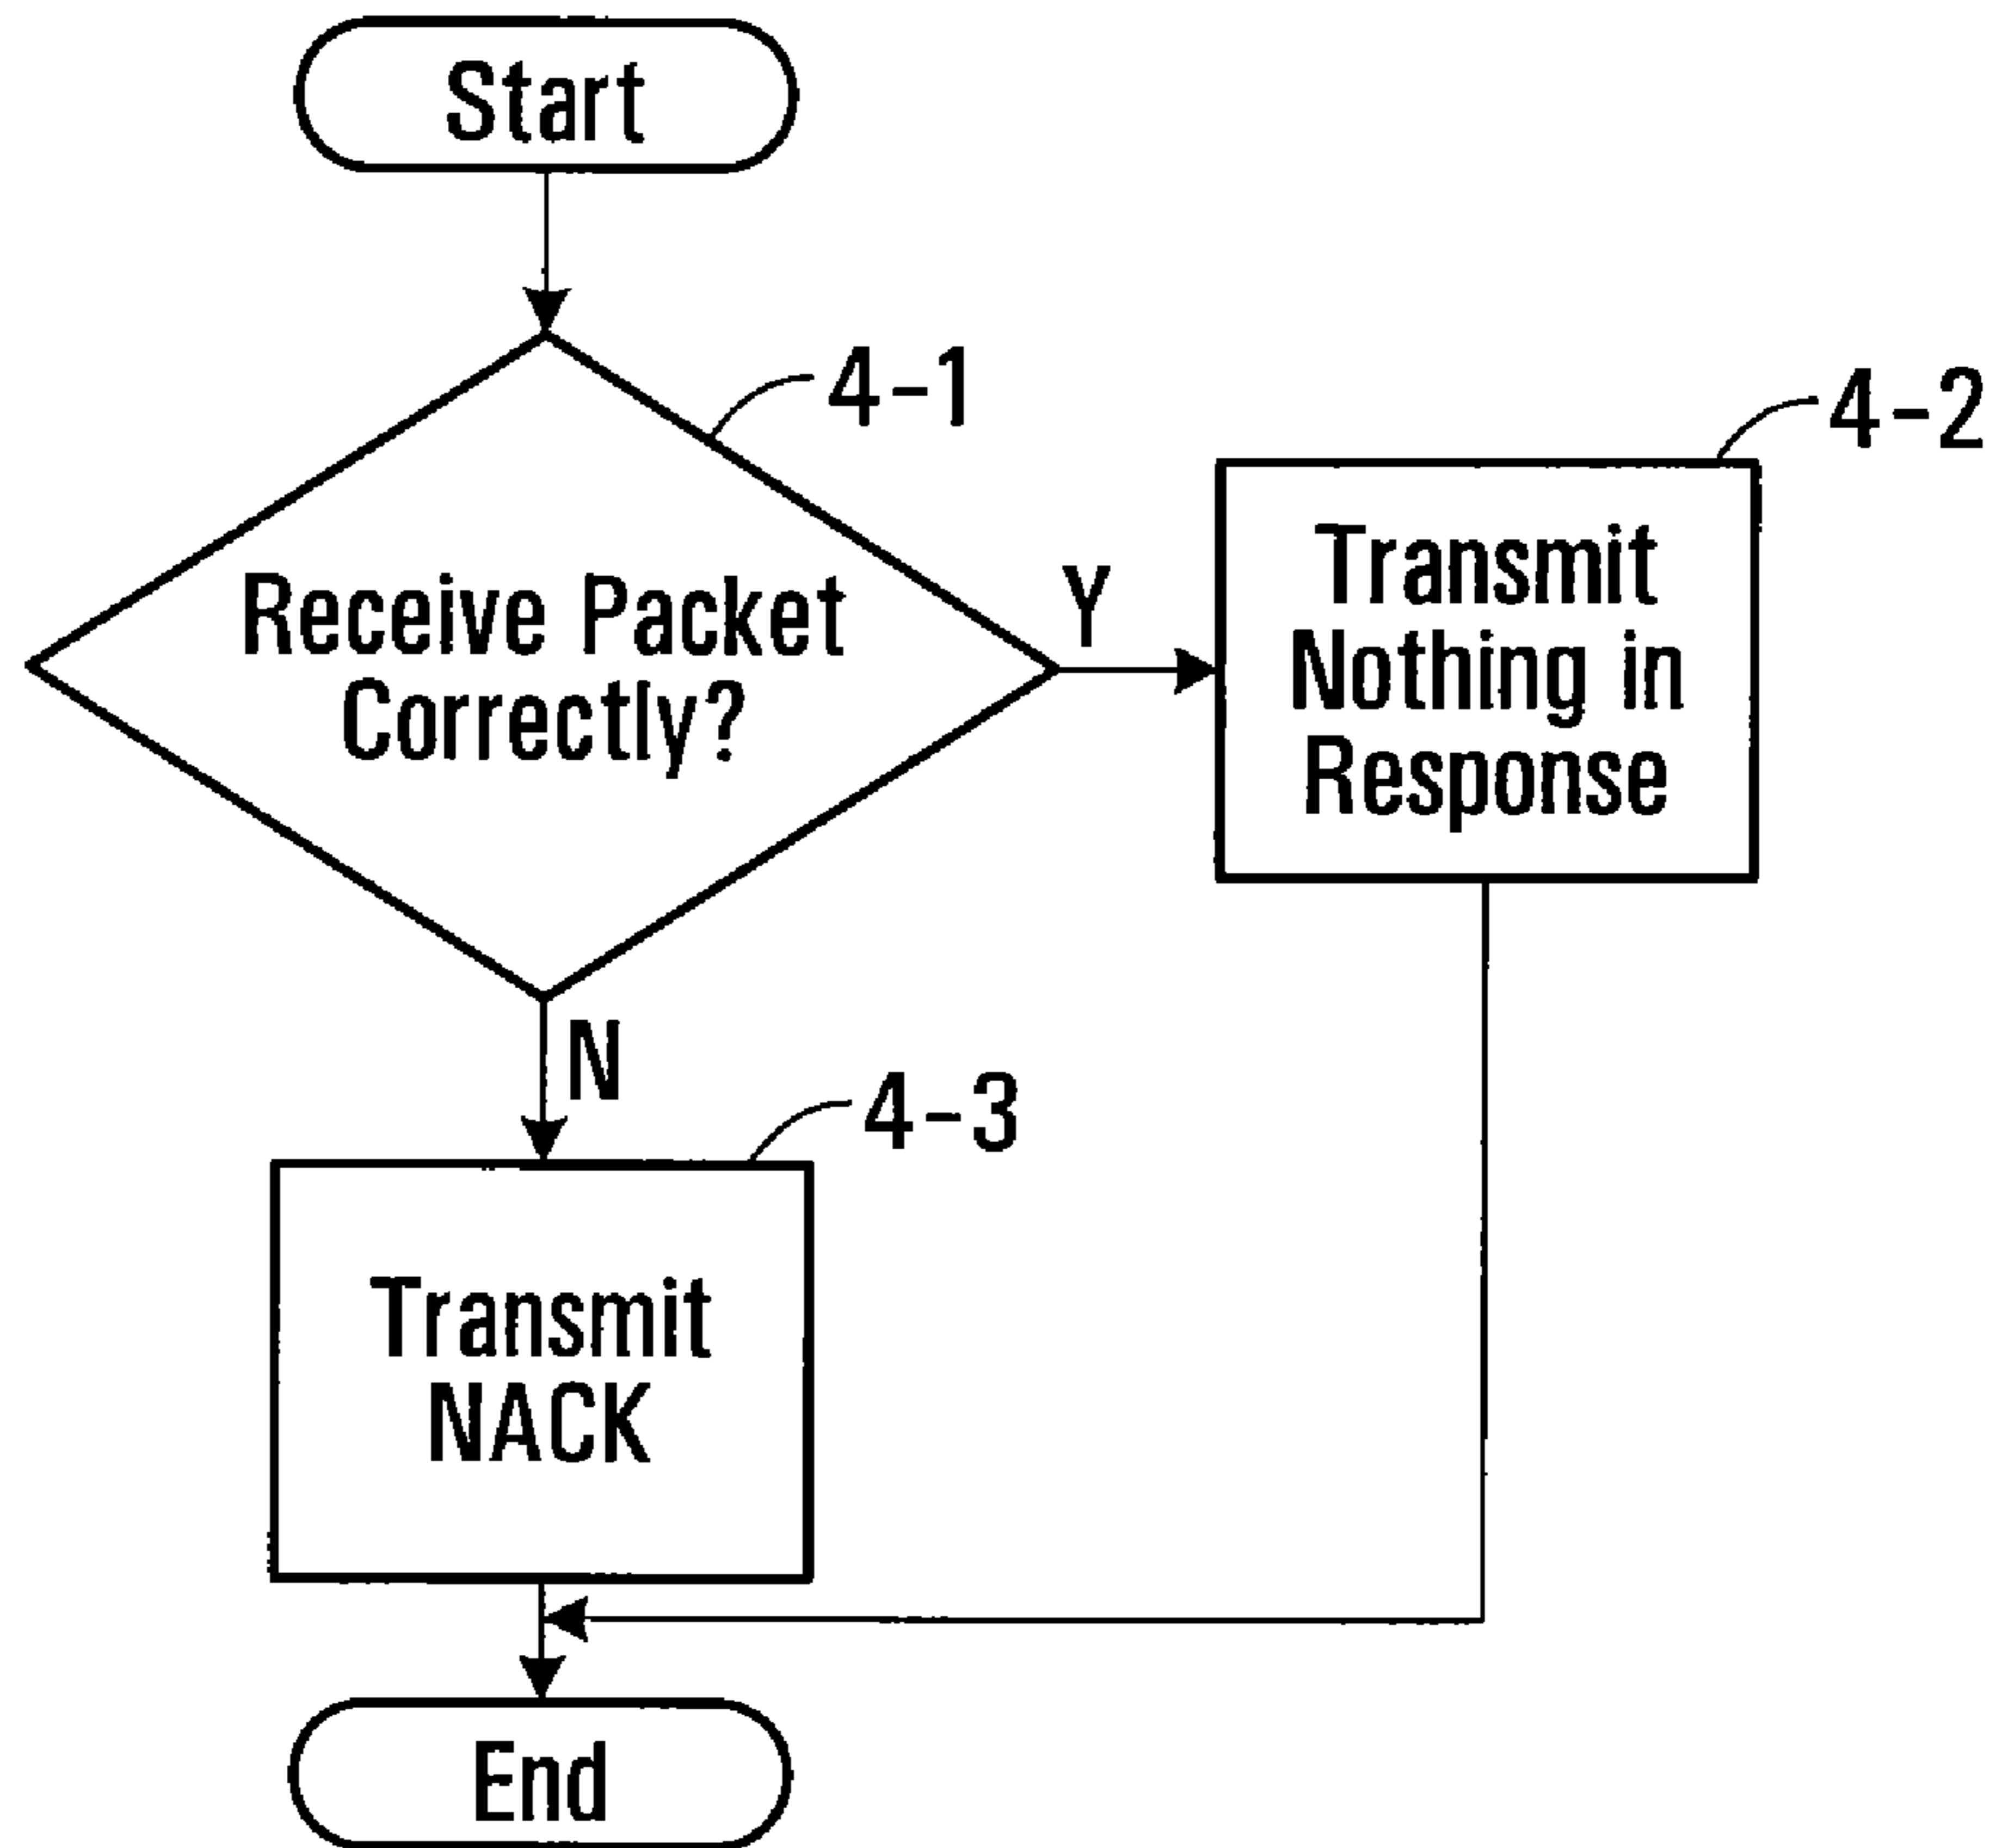 Start
4-1
4-2
Receive Packet
Correctly?
Y
Transmit
Nothing in
Response
N
4-3
Transmit
NACK
End